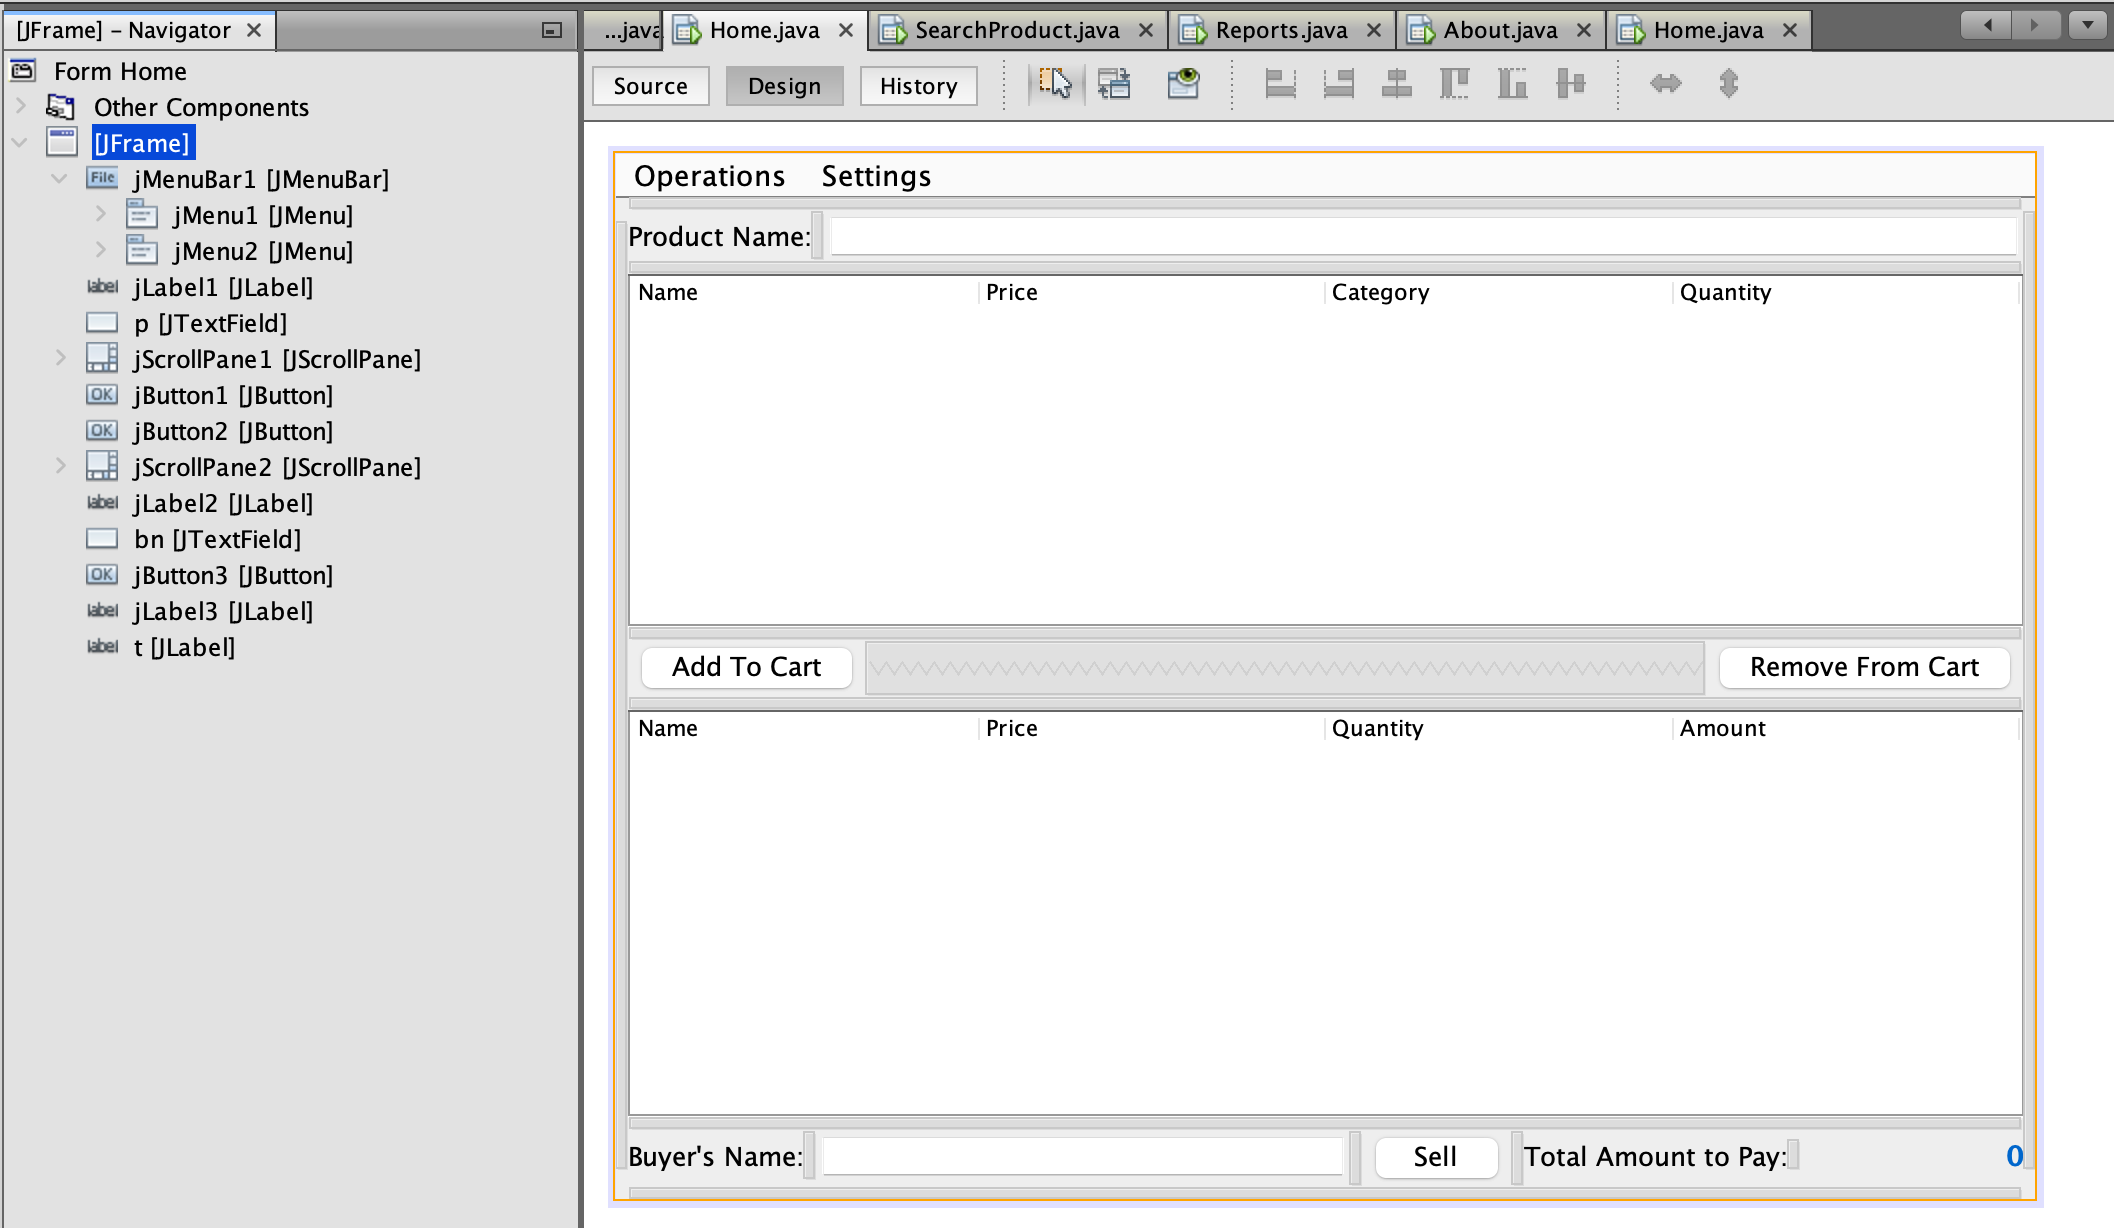 [JFrame] – Navigator
Form Home
Other Components
[JFrame]
File jMenuBar1 [JMenuBar]
jMenu1 [JMenu]
jMenu2 [JMenu]
label jLabel1 [JLabel]
p [JTextField]
jScrollPane1 [JScrollPane]
OK jButton1 [JButton]
OK jButton2 [JButton]
jScrollPane2 [JScrollPane]
label jLabel2 [JLabel]
bn [JTextField]
OK jButton3 [JButton]
label jLabel3 [JLabel]
label t [JLabel]
...java Home.java SearchProduct.java Reports.java About.java Home.java
Source Design History
Operations Settings
Product Name:
Name Price Category Quantity
Add To Cart Remove From Cart
Name Price Quantity Amount
Buyer's Name: Sell Total Amount to Pay: 0